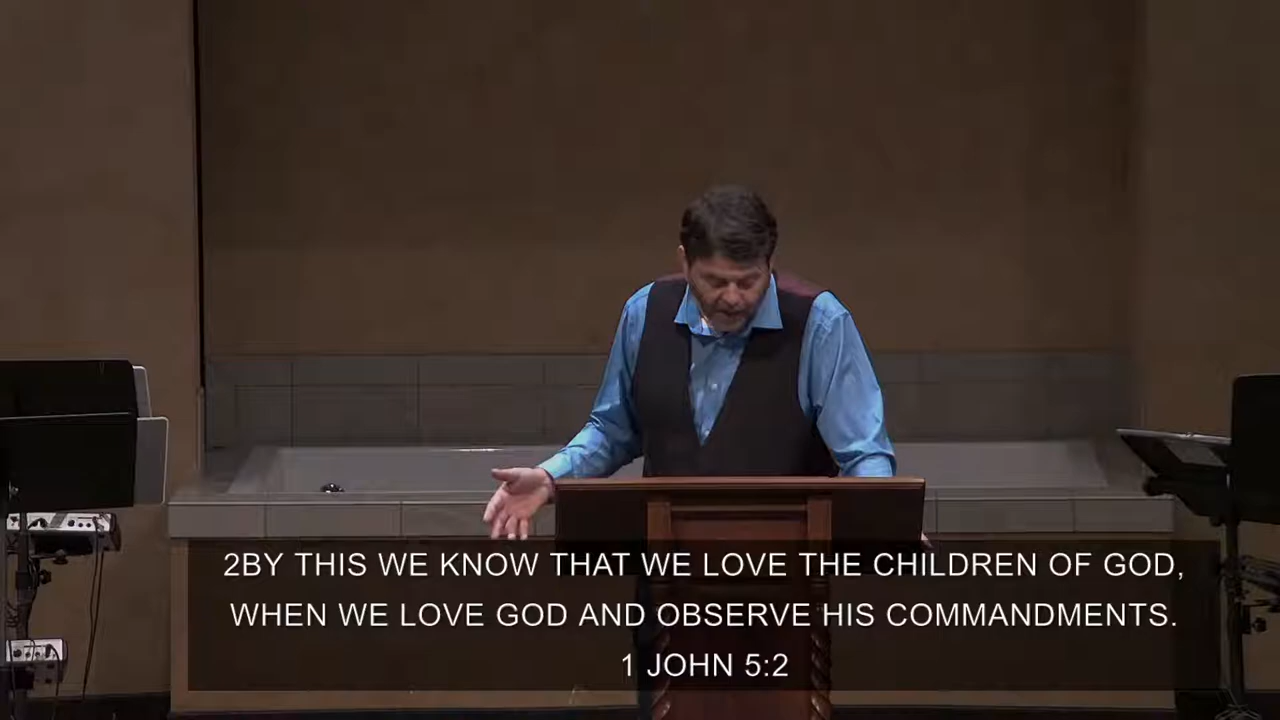 2BY THIS WE KNOW THAT WE LOVE THE CHILDREN OF GOD,
WHEN WE LOVE GOD AND OBSERVE HIS COMMANDMENTS.
1 JOHN 5:2